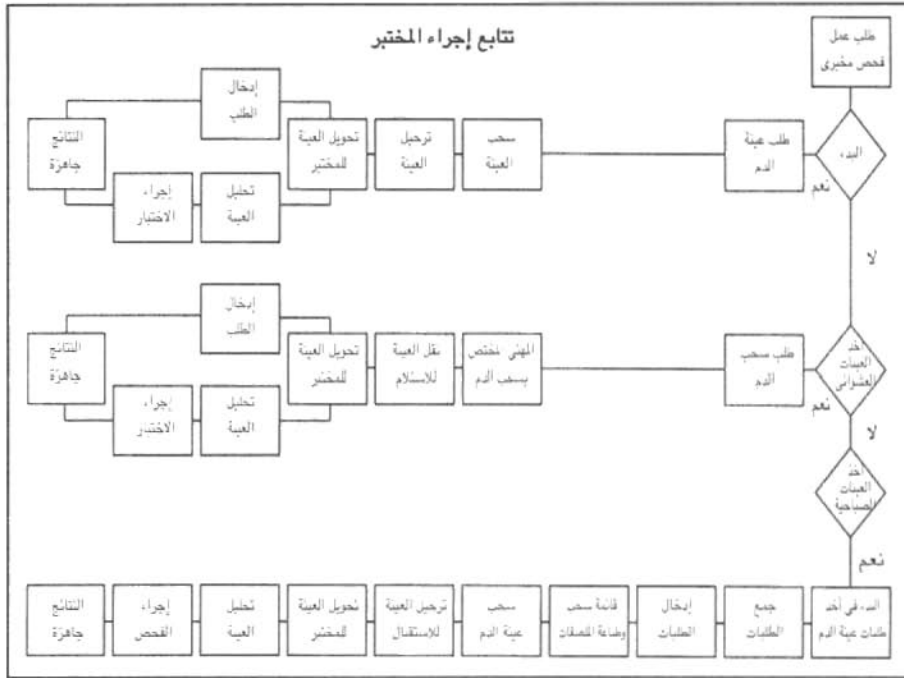 تتابع إجراء المختبر
طلب عمل
فحص مخبرى
البدء
نعم
لا
طلب عينة
الدم
سحب
العينة
ترحيل
العينة
تحويل العينة
للمختبر
إدخال
الطلب
تحليل
العينة
إجراء
الاختبار
النتائج
جاهزة
أخذ
العينات
العشوائى
نعم
لا
طلب سحب
الدم
المهني المختص
بسحب الدم
نقل العينة
للاستلام
تحويل العينة
للمختبر
إدخال
الطلب
تحليل
العينة
إجراء
الاختبار
النتائج
جاهزة
أخذ
العينات
الصباحية
نعم
البدء في أخذ
طلبات عينة الدم
جمع
الطلبات
إدخال
الطلبات
قائمة سحب
وطباعة الملصقات
سحب
عينة الدم
ترحيل العينة
للاستقبال
تحويل العينة
للمختبر
تحليل
العينة
إجراء
الفحص
النتائج
جاهزة